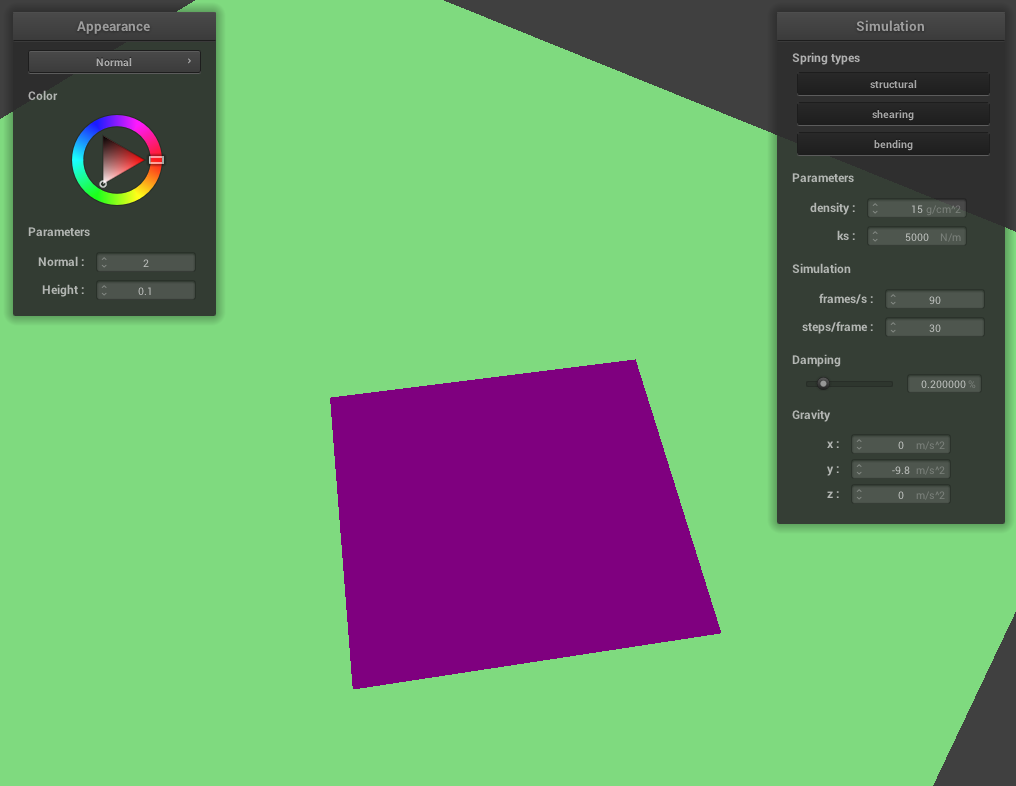 Appearance
Normal ›
Color
Parameters
Normal : 2
Height : 0.1
Simulation
Spring types
structural
shearing
bending
Parameters
density : 15 g/cm^2
ks : 5000 N/m
Simulation
frames/s : 90
steps/frame : 30
Damping
0.200000 %
Gravity
x : 0 m/s^2
y : -9.8 m/s^2
z : 0 m/s^2